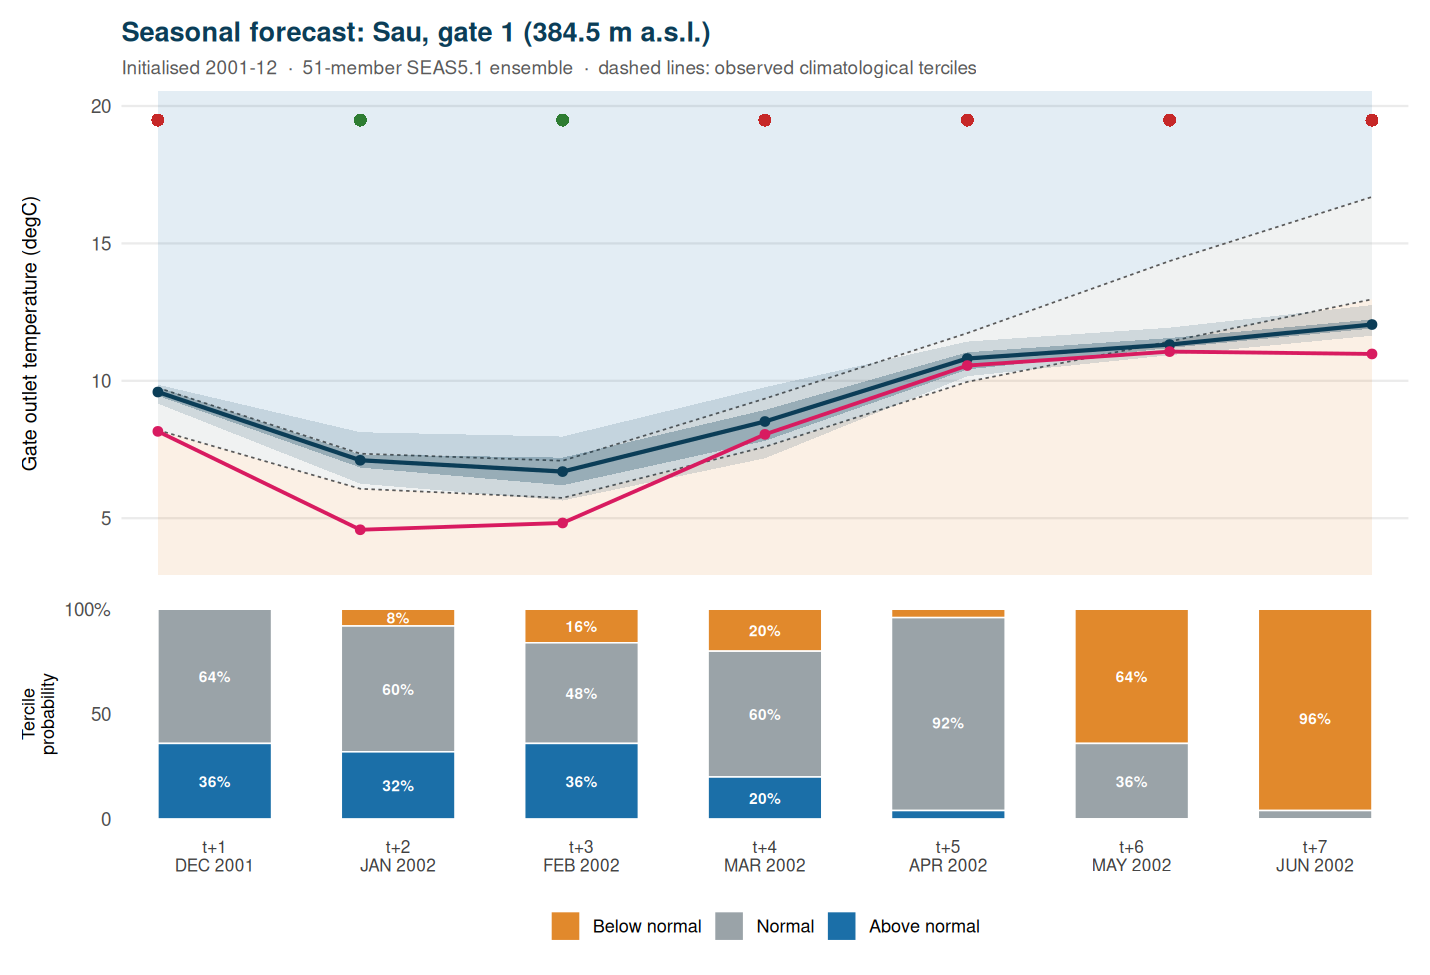 Seasonal forecast: Sau, gate 1 (384.5 m a.s.l.)
Initialised 2001-12 · 51-member SEAS5.1 ensemble · dashed lines: observed climatological terciles
Gate outlet temperature (degC)
20
15
10
5
Tercile
probability
100%
50
0
64%
36%
8%
60%
32%
16%
48%
36%
20%
60%
20%
92%
64%
36%
96%
t+1
DEC 2001
t+2
JAN 2002
t+3
FEB 2002
t+4
MAR 2002
t+5
APR 2002
t+6
MAY 2002
t+7
JUN 2002
Below normal
Normal
Above normal